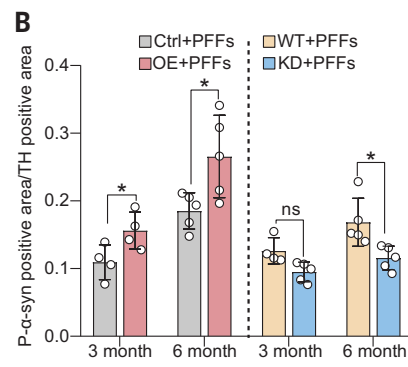 B
Ctrl+PFFs
OE+PFFs
WT+PFFs
KD+PFFs
P-α-syn positive area/TH positive area
0.4
0.3
0.2
0.1
0.0
*
*
ns
*
3 month
6 month
3 month
6 month